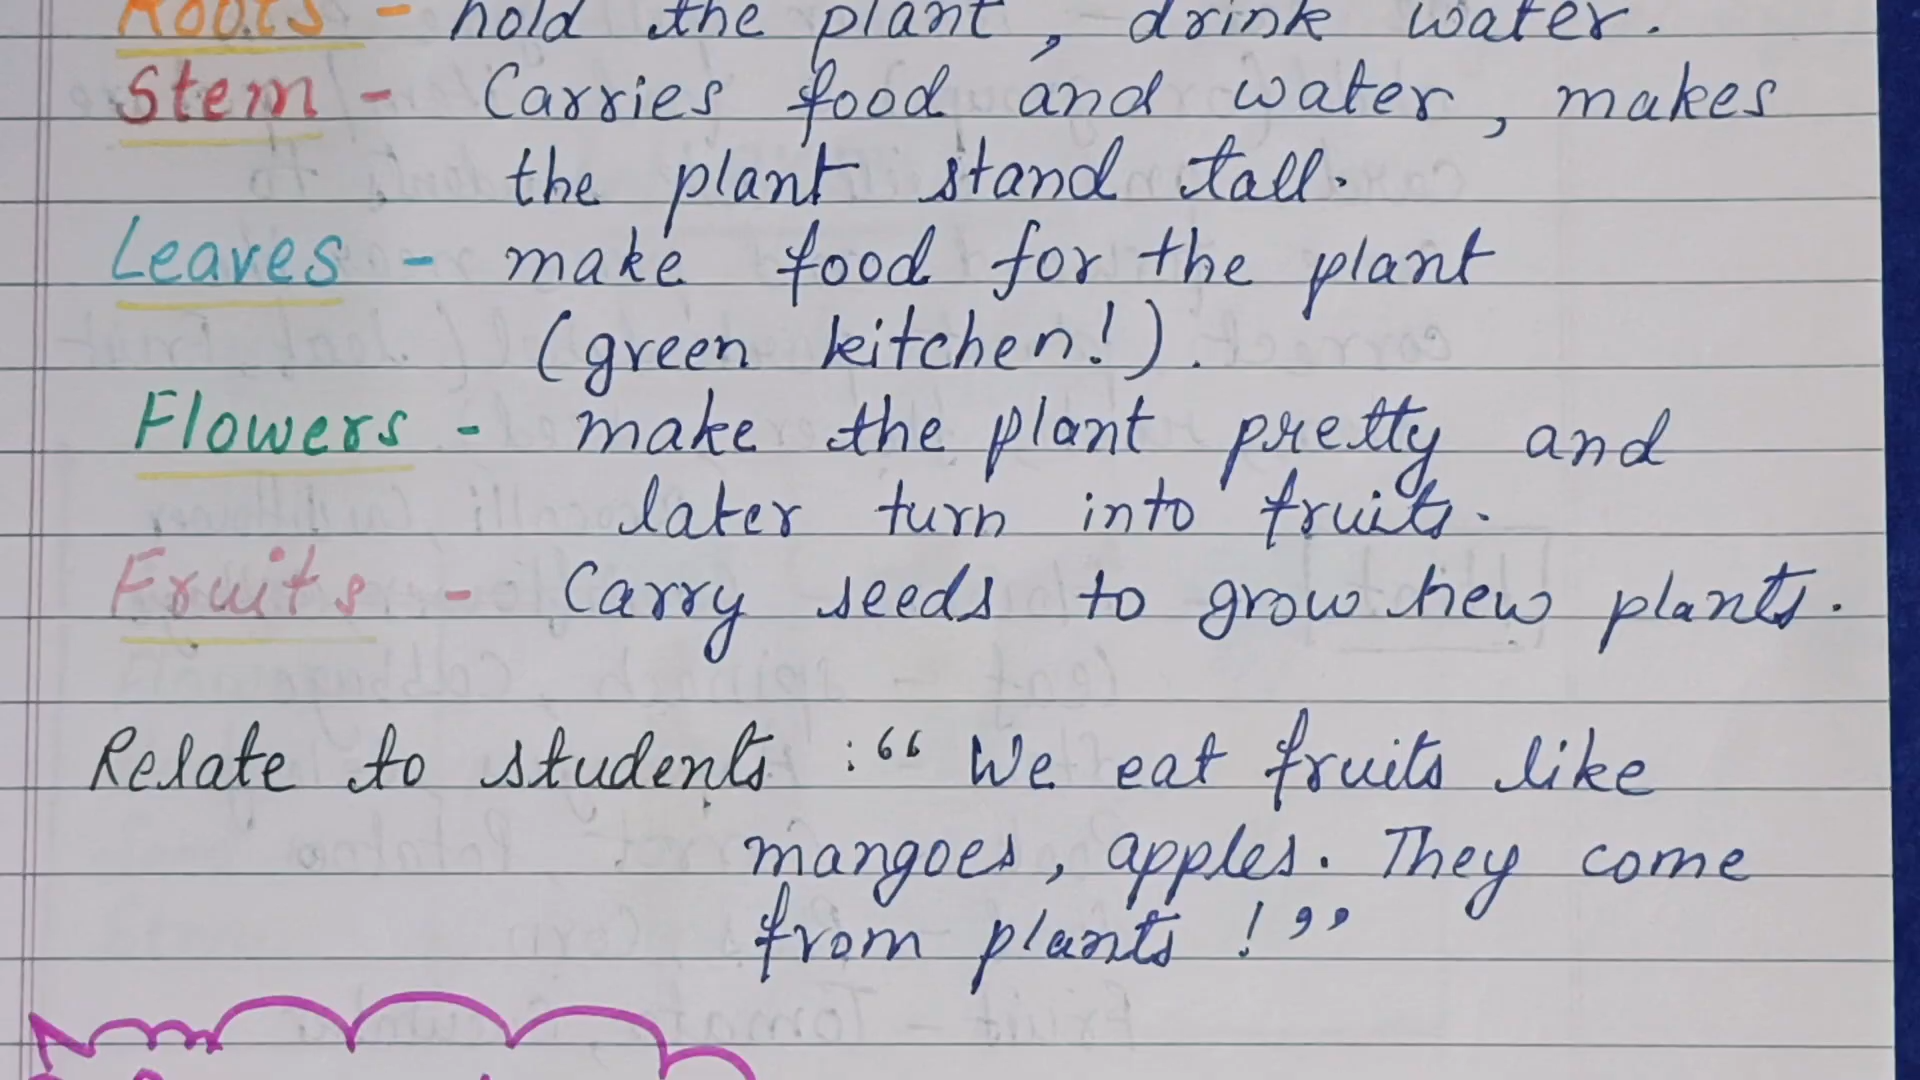 Roots - hold the plant, drink water.
Stem - Carries food and water, makes
the plant stand tall.
Leaves - make food for the plant
(green kitchen!).
Flowers - make the plant pretty and
later turn into fruits.
Fruits - Carry seeds to grow new plants.
Relate to students : “We eat fruits like
mangoes, apples. They come
from plants !”